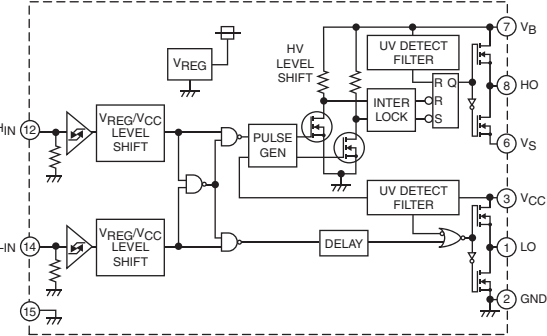 7 VB
UV DETECT
FILTER
HV
LEVEL
SHIFT
VREG
R Q
8 HO
R
S
INTER
LOCK
HIN 12
VREG/VCC
LEVEL
SHIFT
PULSE
GEN
6 VS
UV DETECT
FILTER
3 VCC
-IN 14
VREG/VCC
LEVEL
SHIFT
DELAY
1 LO
2 GND
15